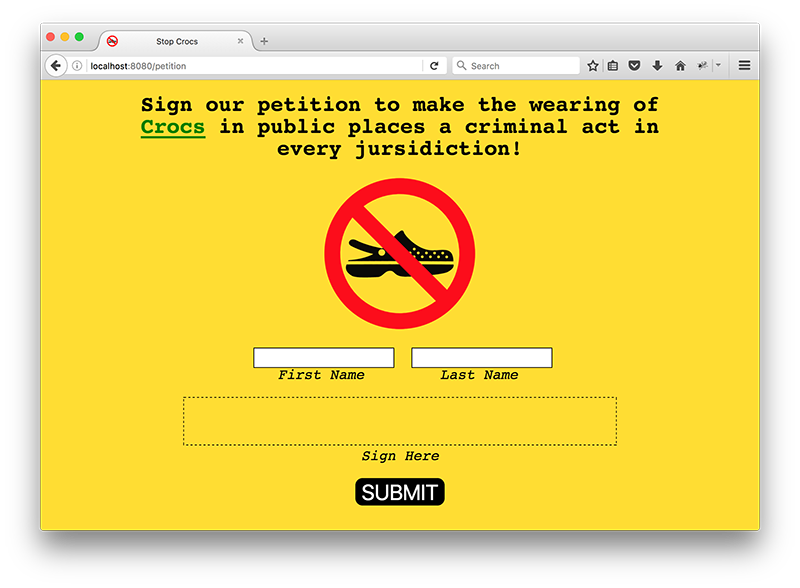 Stop Crocs
localhost:8080/petition
Search
Sign our petition to make the wearing of
Crocs in public places a criminal act in
every jursidiction!
First Name
Last Name
Sign Here
SUBMIT